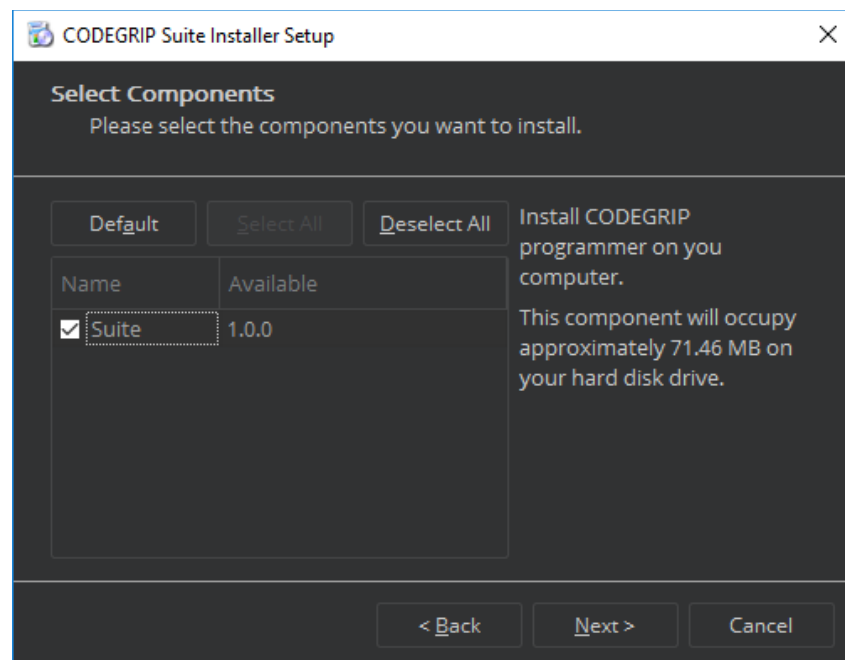 CODEGRIP Suite Installer Setup
Select Components
Please select the components you want to install.
Default
Select All
Deselect All
Install CODEGRIP
programmer on you
computer.
Name Available
Suite 1.0.0
This component will occupy
approximately 71.46 MB on
your hard disk drive.
< Back
Next >
Cancel